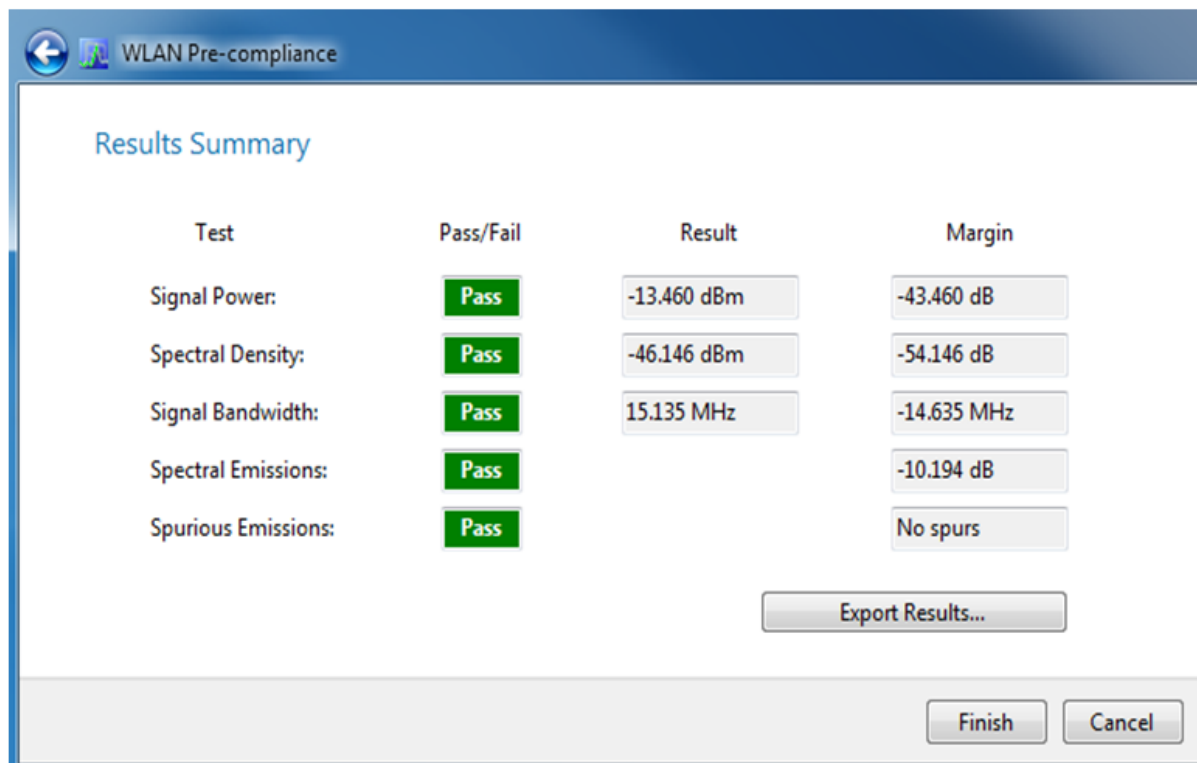 WLAN Pre-compliance
Results Summary
Test Pass/Fail Result Margin
Signal Power: Pass -13.460 dBm -43.460 dB
Spectral Density: Pass -46.146 dBm -54.146 dB
Signal Bandwidth: Pass 15.135 MHz -14.635 MHz
Spectral Emissions: Pass -10.194 dB
Spurious Emissions: Pass No spurs
Export Results...
Finish Cancel